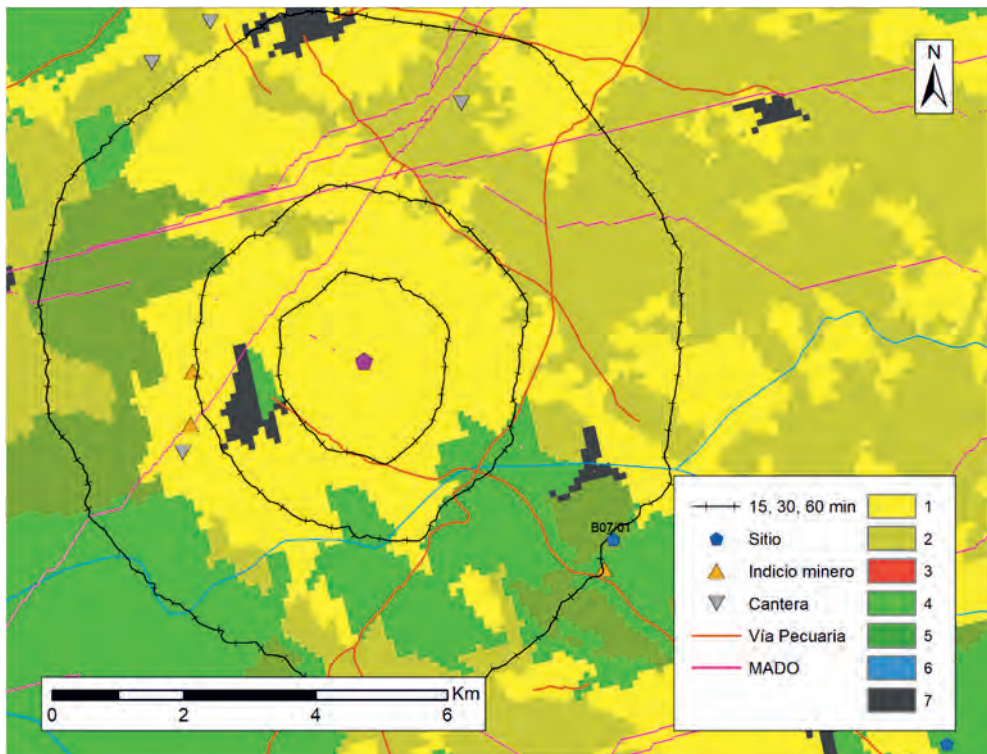 N
B07/01
15, 30, 60 min
Sitio
Indicio minero
Cantera
Vía Pecuaria
MADO
1
2
3
4
5
6
7
Km
0 2 4 6